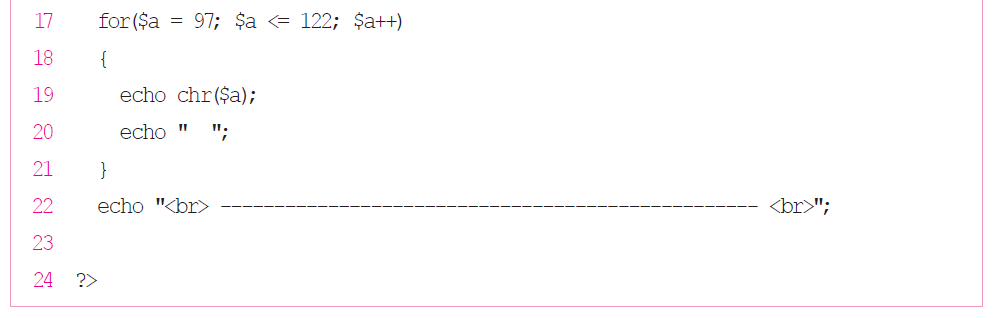 17 for($a = 97; $a <= 122; $a++)
18 {
19 echo chr($a);
20 echo "  ";
21 }
22 echo "<br> -------------------------------------------------- <br>";
23
24 ?>